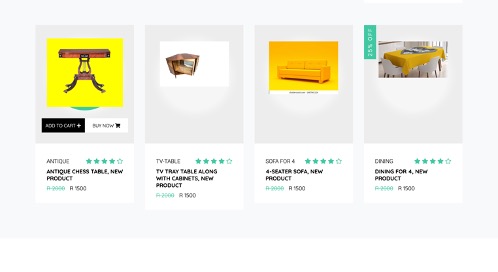 25% OFF
ADD TO CART
BUY NOW
ANTIQUE
ANTIQUE CHESS TABLE, NEW
PRODUCT
R 2000 R 1500
TV-TABLE
TV TRAY TABLE ALONG
WITH CABINETS, NEW
PRODUCT
R 2000 R 1500
SOFA FOR 4
4-SEATER SOFA, NEW
PRODUCT
R 2000 R 1500
DINING
DINING FOR 4, NEW
PRODUCT
R 2000 R 1500